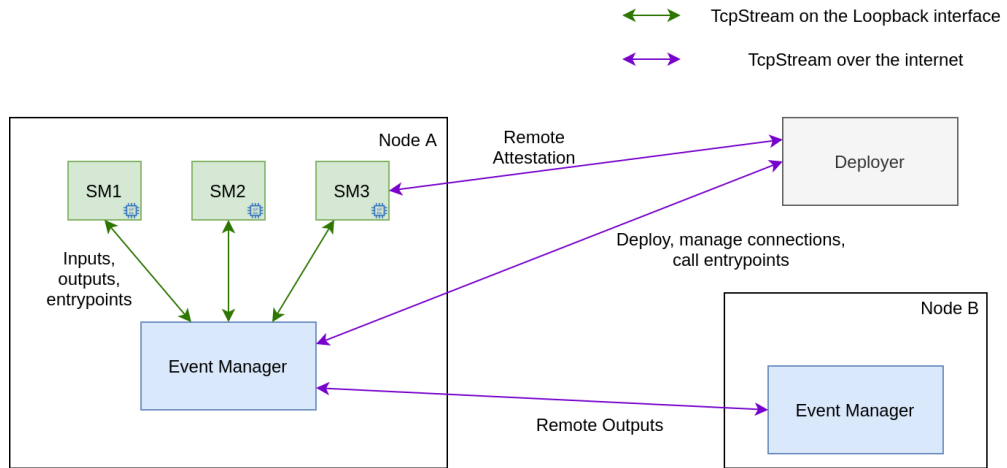 TcpStream on the Loopback interface
TcpStream over the internet
Node A
SM1
SM2
SM3
Remote
Attestation
Deployer
Inputs,
outputs,
entrypoints
Deploy, manage connections,
call entrypoints
Event Manager
Node B
Event Manager
Remote Outputs